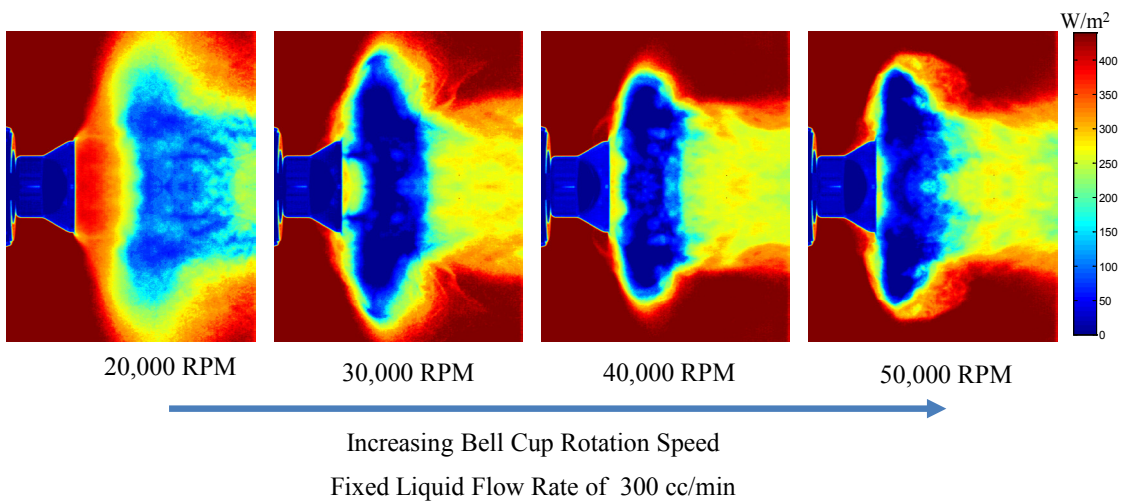 W/m²
400
350
300
250
200
150
100
50
0
20,000 RPM
30,000 RPM
40,000 RPM
50,000 RPM
Increasing Bell Cup Rotation Speed
Fixed Liquid Flow Rate of 300 cc/min